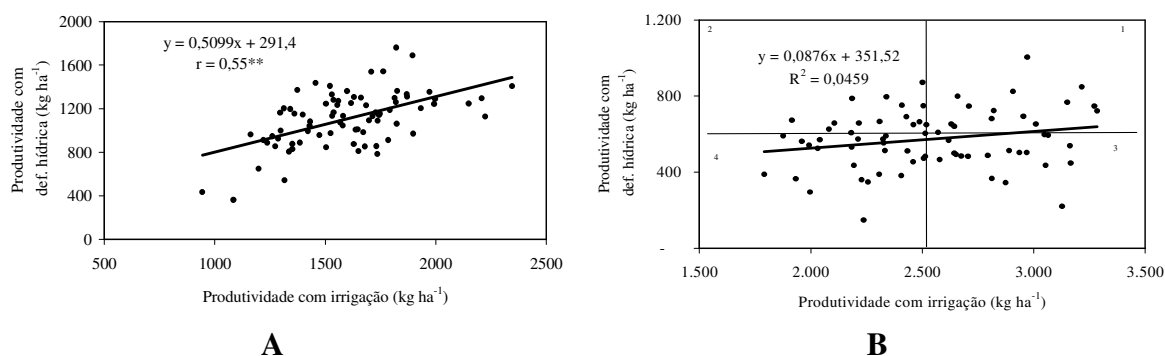 2000
1600
1200
800
400
0
Produtividade com
def. hídrica (kg ha⁻¹)
y = 0,5099x + 291,4
r = 0,55**
500
1000
1500
2000
2500
Produtividade com irrigação (kg ha⁻¹)
A
1.200
800
400
-
Produtividade com
def. hídrica (kg ha⁻¹)
2
1
y = 0,0876x + 351,52
R² = 0,0459
4
3
1.500
2.000
2.500
3.000
3.500
Produtividade com irrigação (kg ha⁻¹)
B